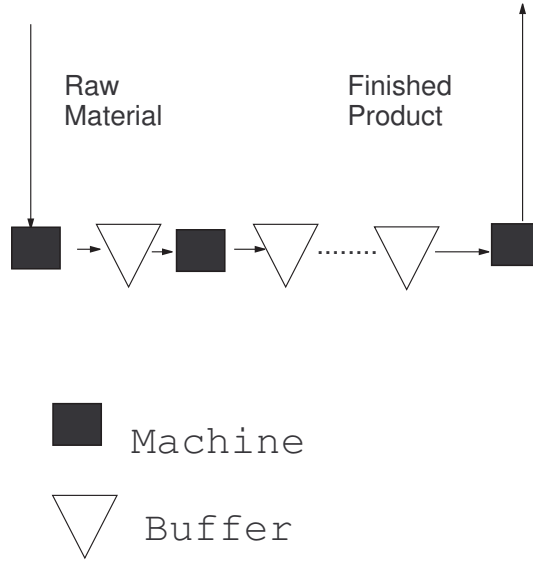 Raw
Material
Finished
Product
Machine
Buffer